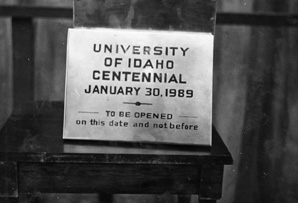 UNIVERSITY
OF IDAHO
CENTENNIAL
JANUARY 30, 1989
TO BE OPENED
on this date and not before